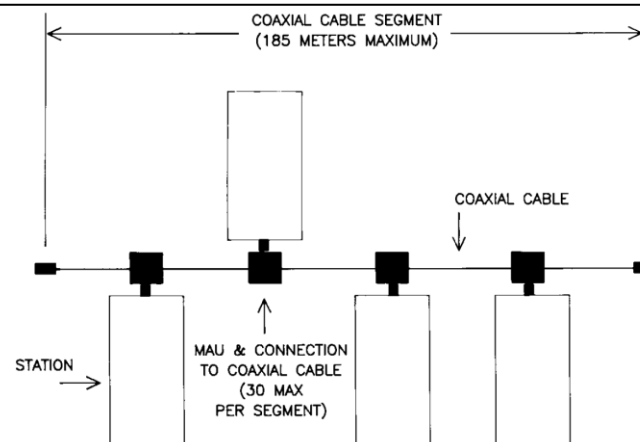 COAXIAL CABLE SEGMENT
(185 METERS MAXIMUM)
COAXIAL CABLE
MAU & CONNECTION
TO COAXIAL CABLE
(30 MAX
PER SEGMENT)
STATION